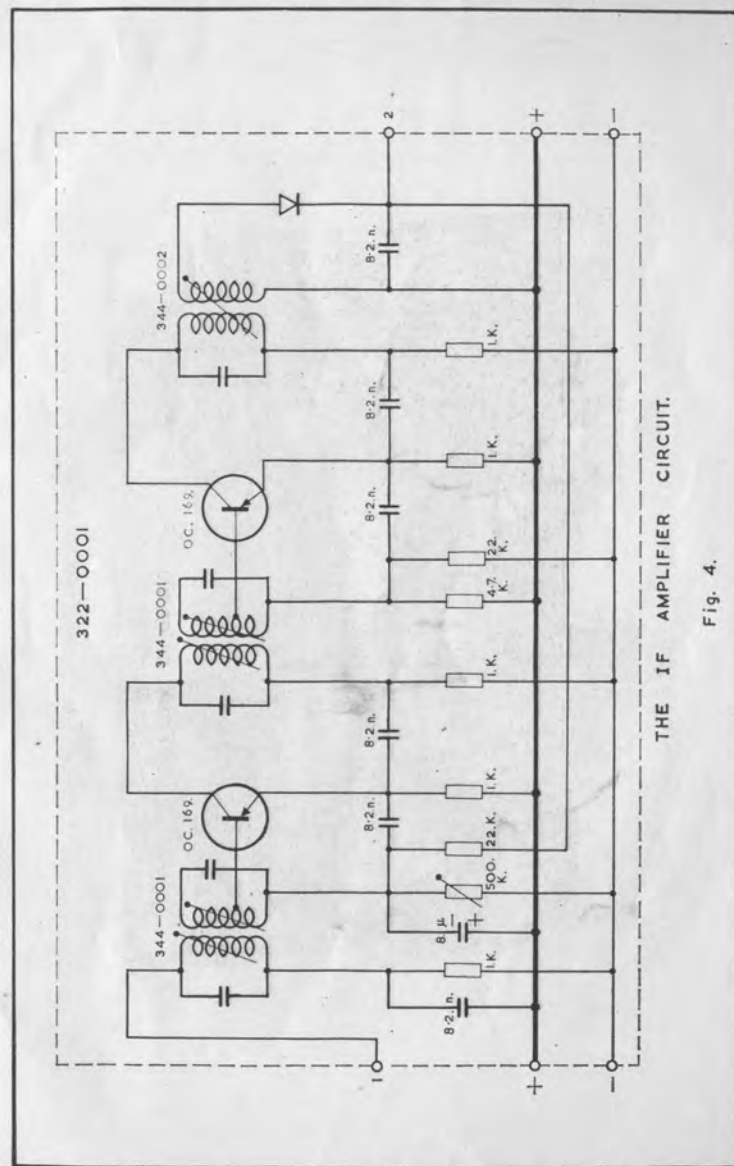 322—0001
344—0001
344—0001
344—0002
OC. 169.
OC. 169.
1
2
8·2. n.
8·2. n.
8·2. n.
8·2. n.
8·2. n.
8·2. n.
8. μ
−
+
1.K.
500. K.
22. K.
1. K.
1. K.
4·7. K.
22. K.
1. K.
1. K.
+
+
−
−
THE IF AMPLIFIER CIRCUIT.
Fig. 4.